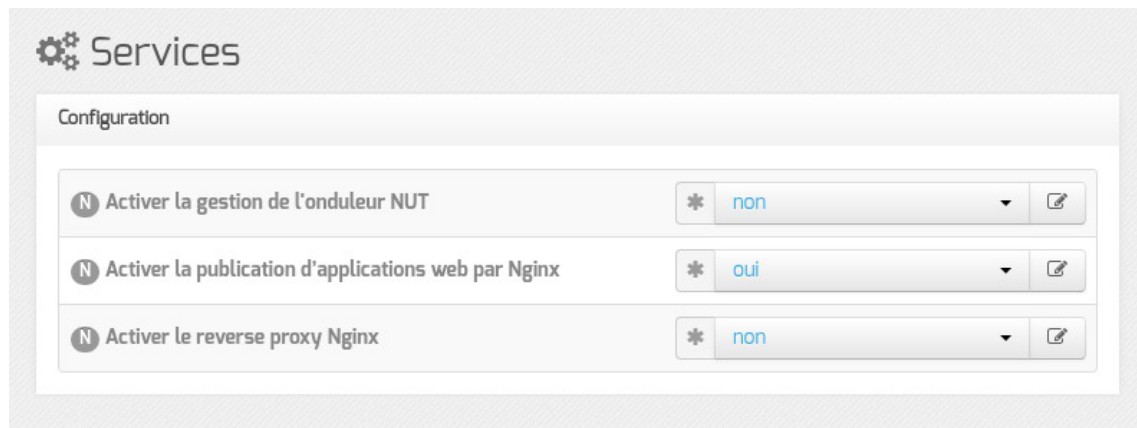 Services
Configuration
N Activer la gestion de l'onduleur NUT * non
N Activer la publication d'applications web par Nginx * oui
N Activer le reverse proxy Nginx * non